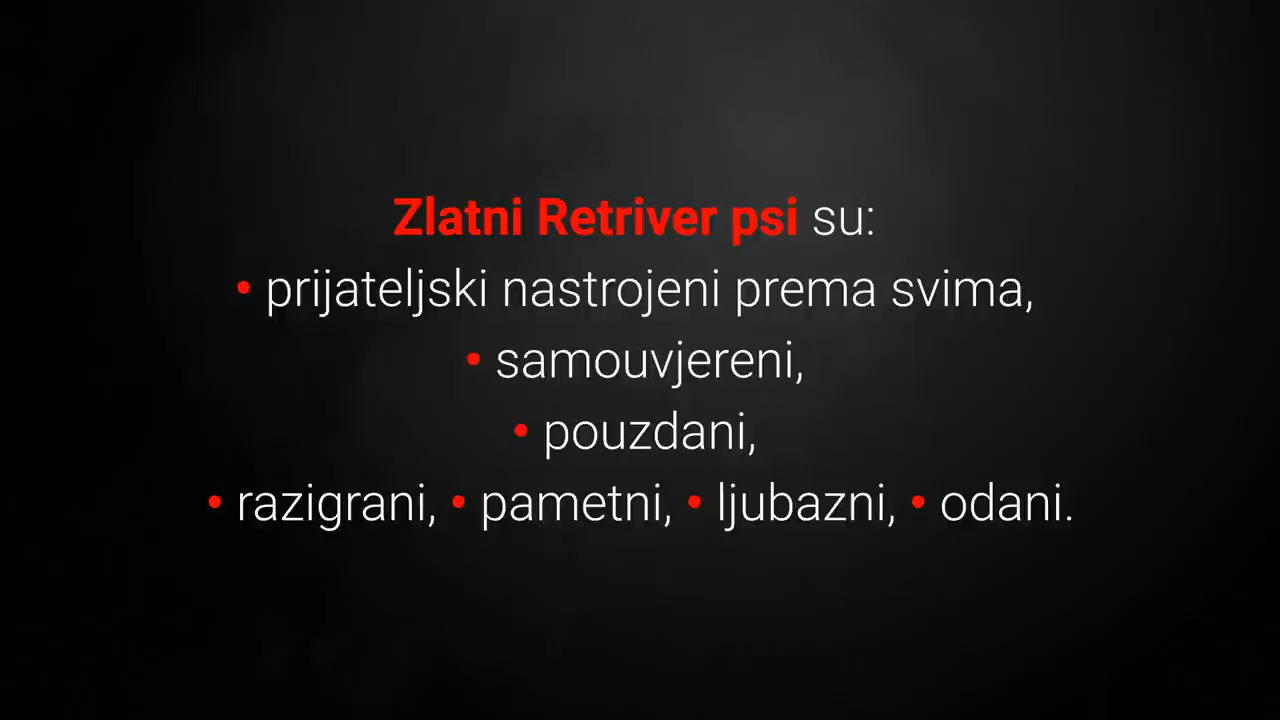 Zlatni Retriver psi su:
• prijateljski nastrojeni prema svima,
• samouvjereni,
• pouzdani,
• razigrani, • pametni, • ljubazni, • odani.